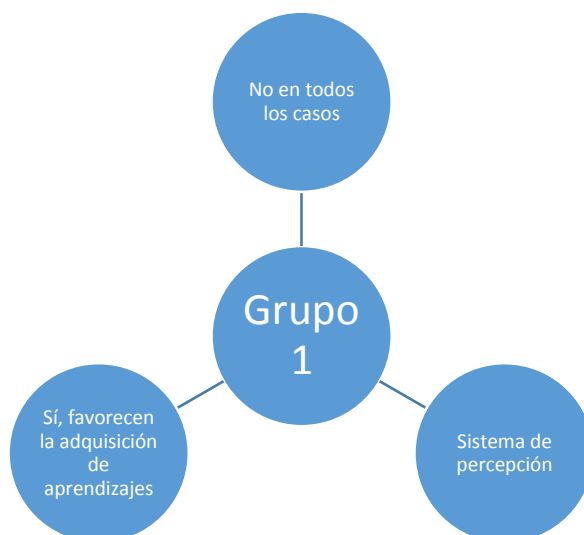 No en todos
los casos
Grupo
1
Sí, favorecen
la adquisición
de
aprendizajes
Sistema de
percepción